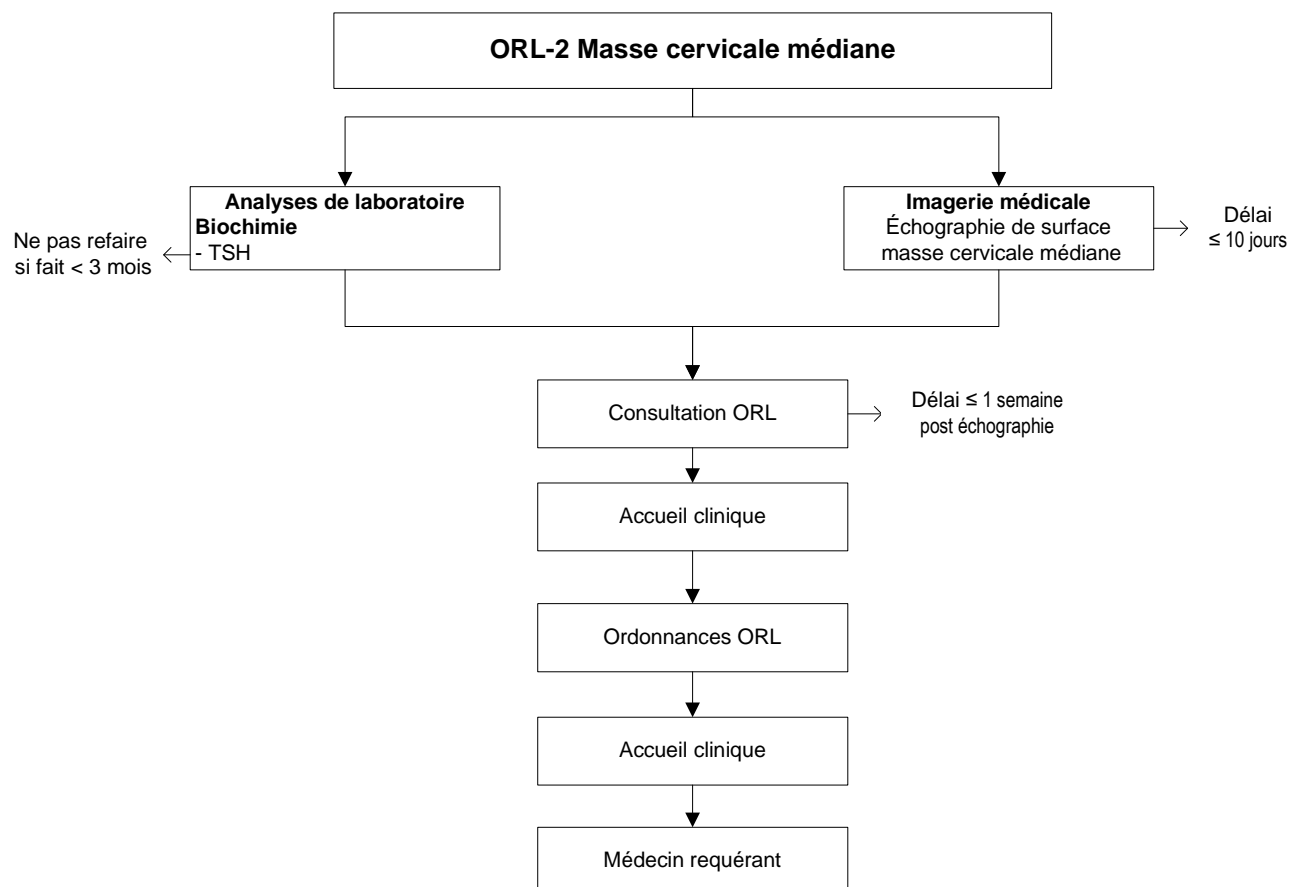 ORL-2 Masse cervicale médiane
Analyses de laboratoire
Biochimie
- TSH
Ne pas refaire
si fait < 3 mois
Imagerie médicale
Échographie de surface
masse cervicale médiane
Délai
≤ 10 jours
Consultation ORL
Délai ≤ 1 semaine
post échographie
Accueil clinique
Ordonnances ORL
Accueil clinique
Médecin requérant